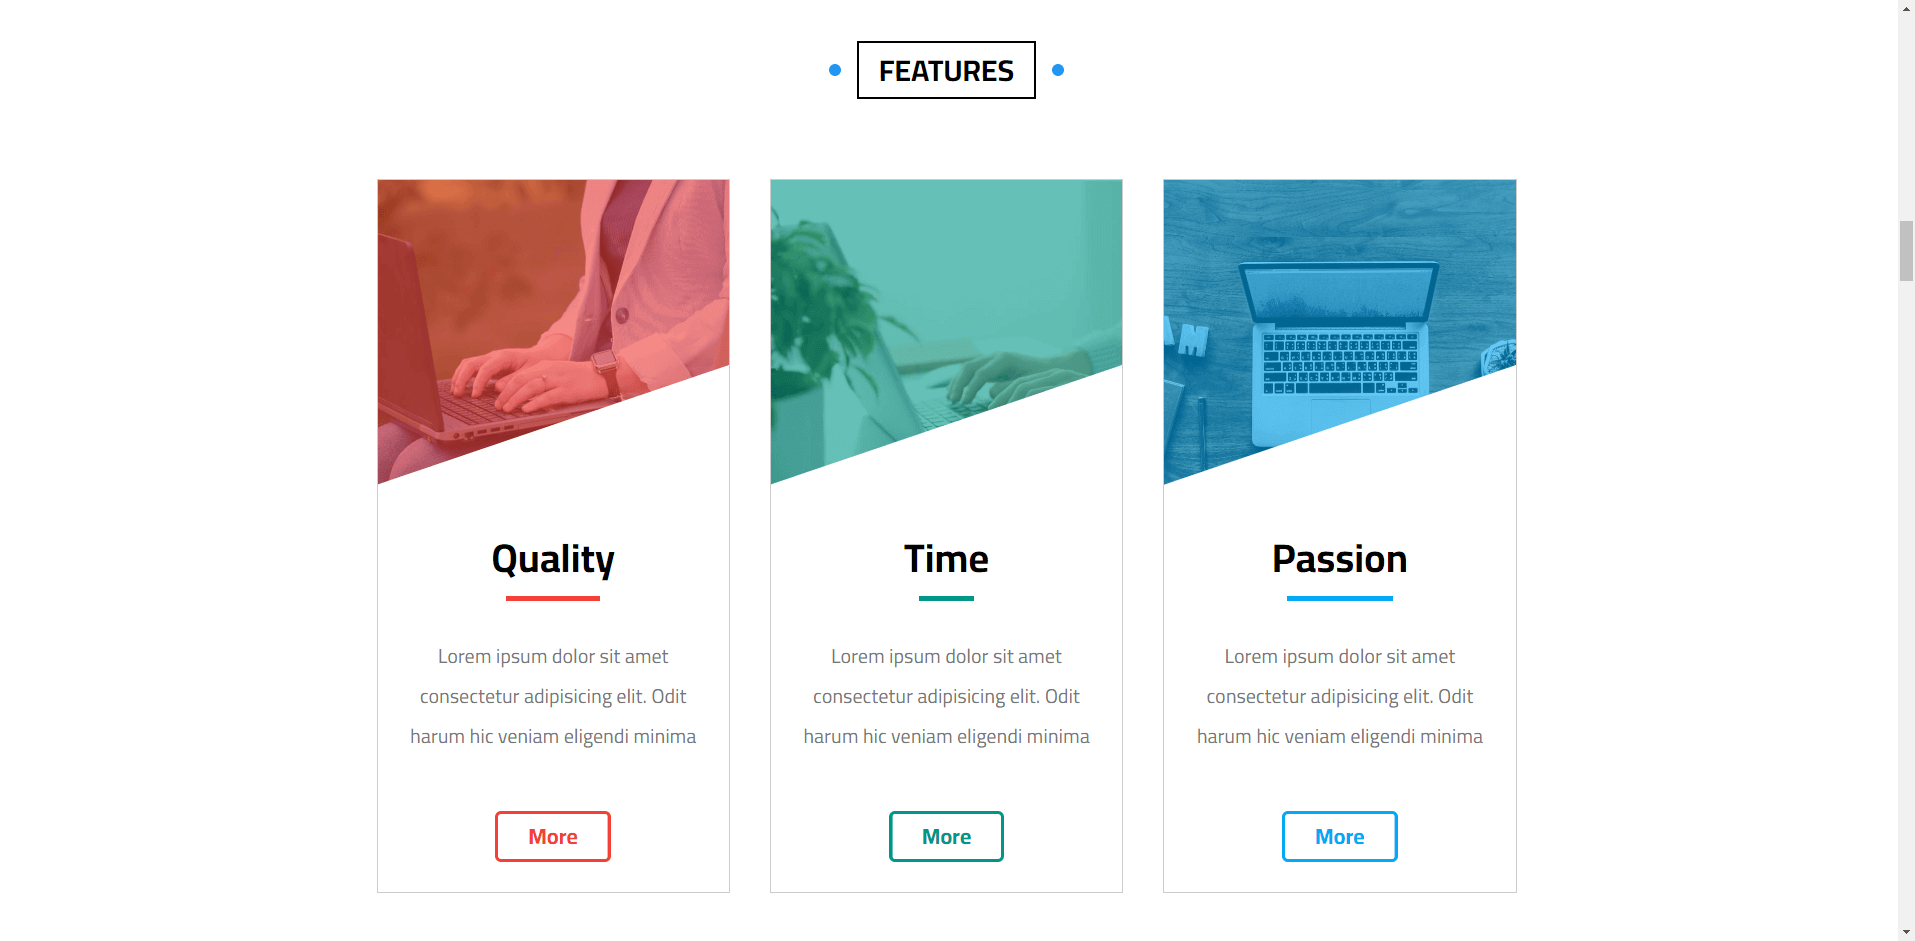 FEATURES
Quality
Lorem ipsum dolor sit amet
consectetur adipisicing elit. Odit
harum hic veniam eligendi minima
More
Time
Lorem ipsum dolor sit amet
consectetur adipisicing elit. Odit
harum hic veniam eligendi minima
More
Passion
Lorem ipsum dolor sit amet
consectetur adipisicing elit. Odit
harum hic veniam eligendi minima
More